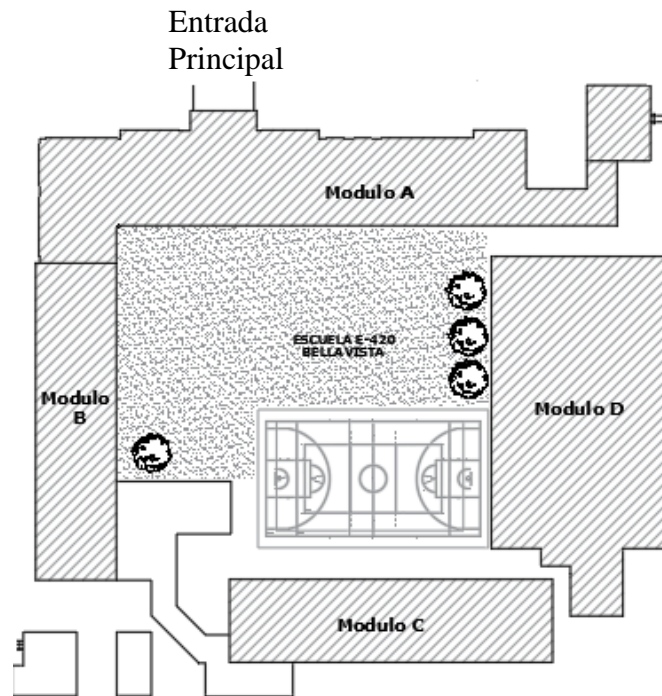 Entrada
Principal
Modulo A
ESCUELA E-420
BELLAVISTA
Modulo
B
Modulo D
Modulo C